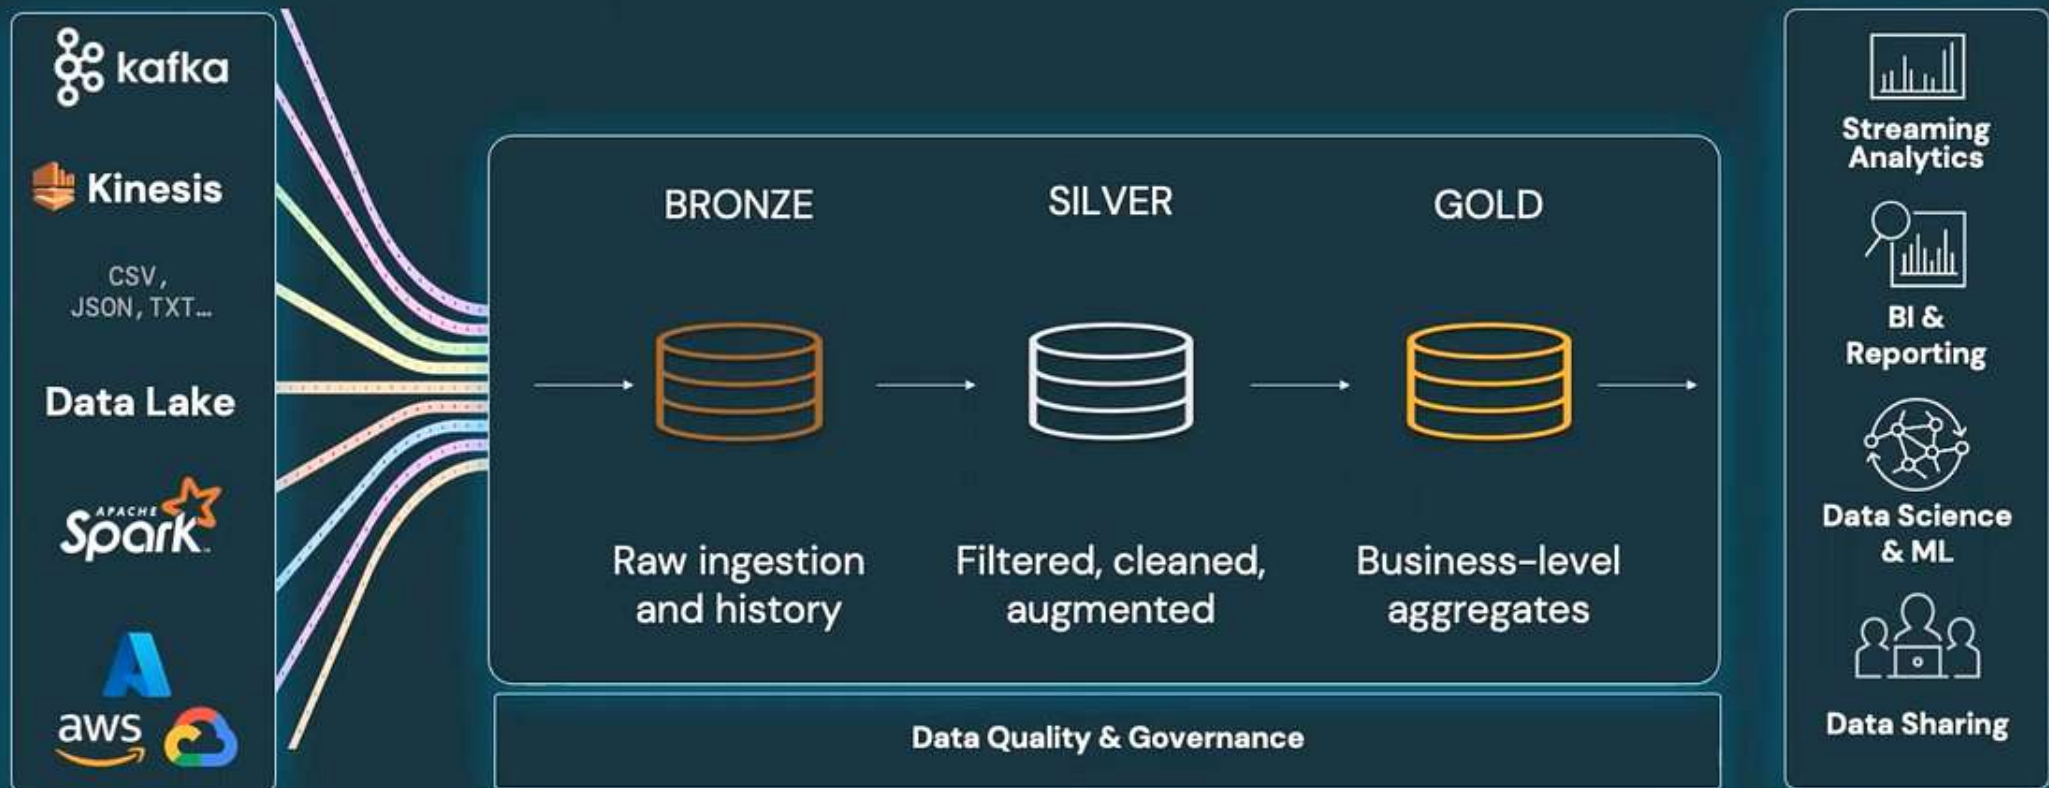 kafka
Kinesis
CSV,
JSON, TXT…
Data Lake
APACHE
Spark™
aws
BRONZE
SILVER
GOLD
Raw ingestion
and history
Filtered, cleaned,
augmented
Business-level
aggregates
Data Quality & Governance
Streaming
Analytics
BI &
Reporting
Data Science
& ML
Data Sharing